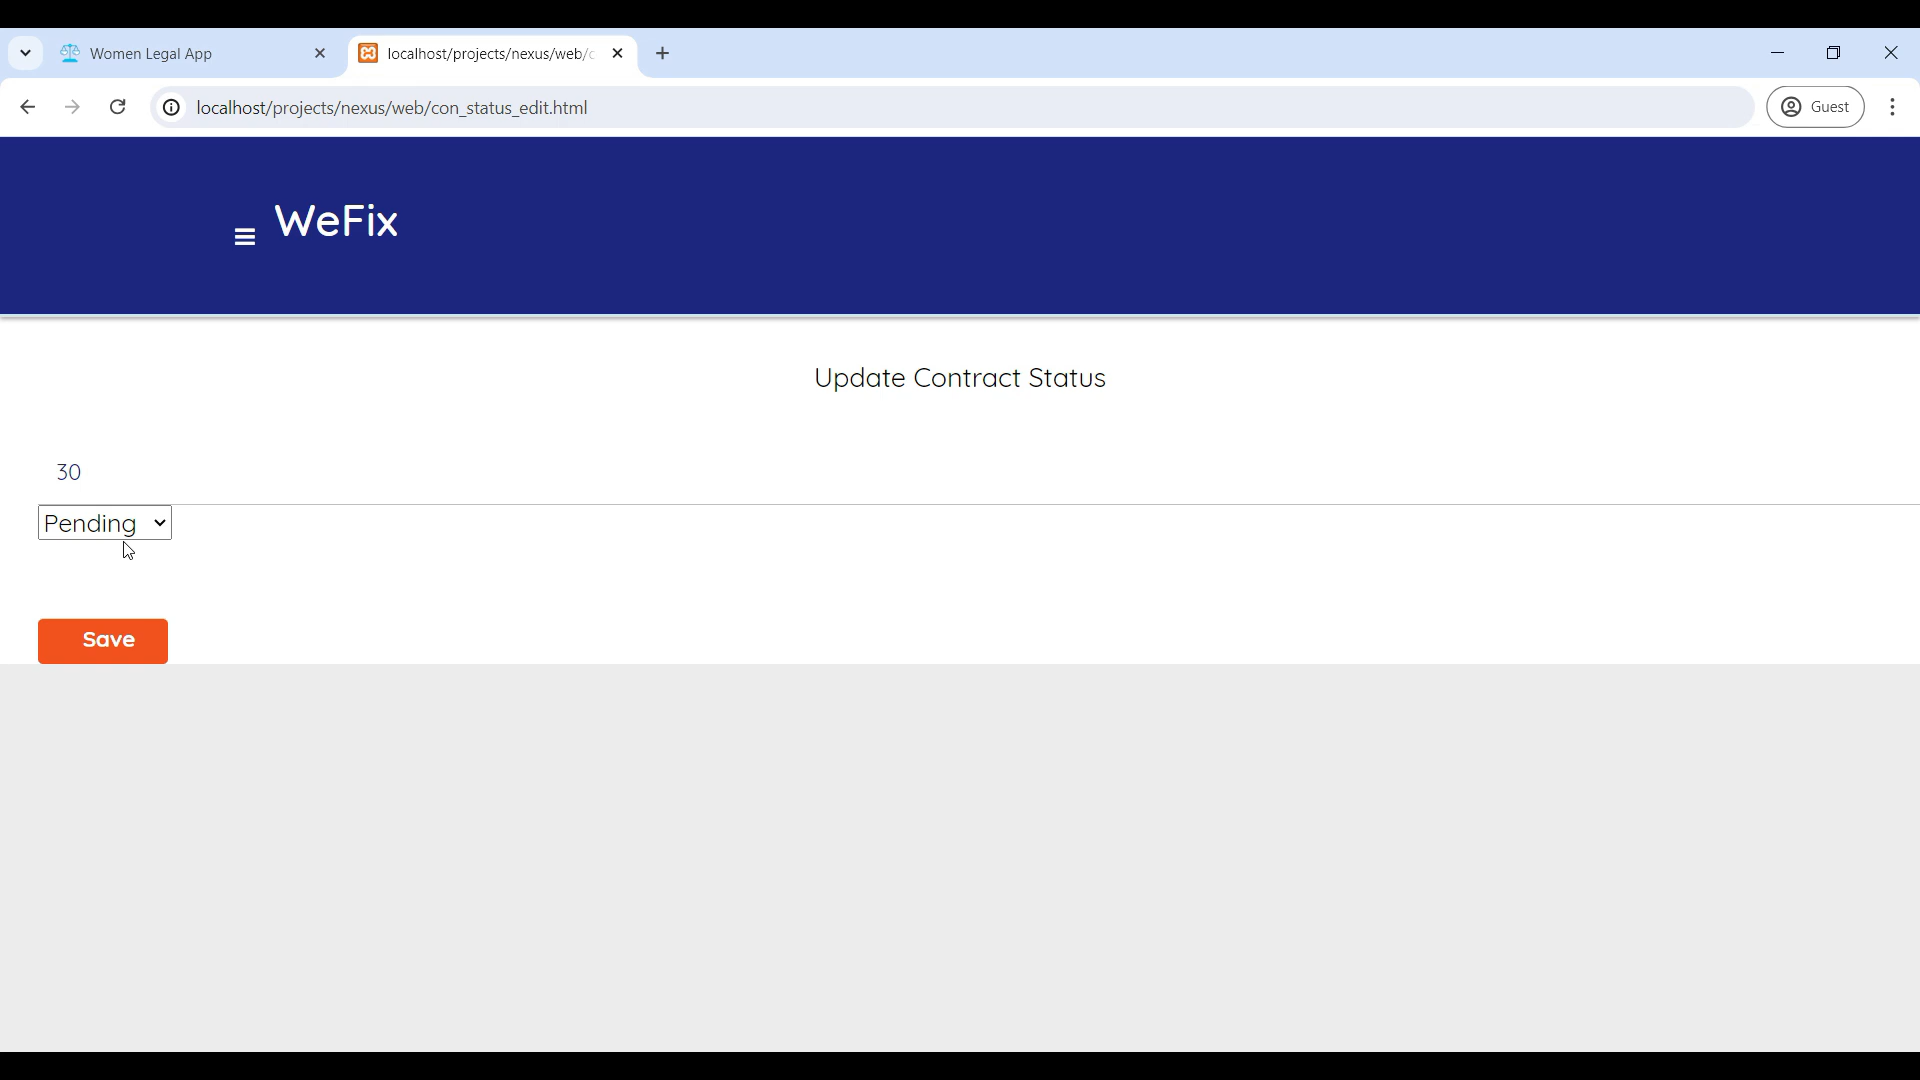 Women Legal App
localhost/projects/nexus/web/
localhost/projects/nexus/web/con_status_edit.html
Guest
WeFix
Update Contract Status
30
Pending
Save